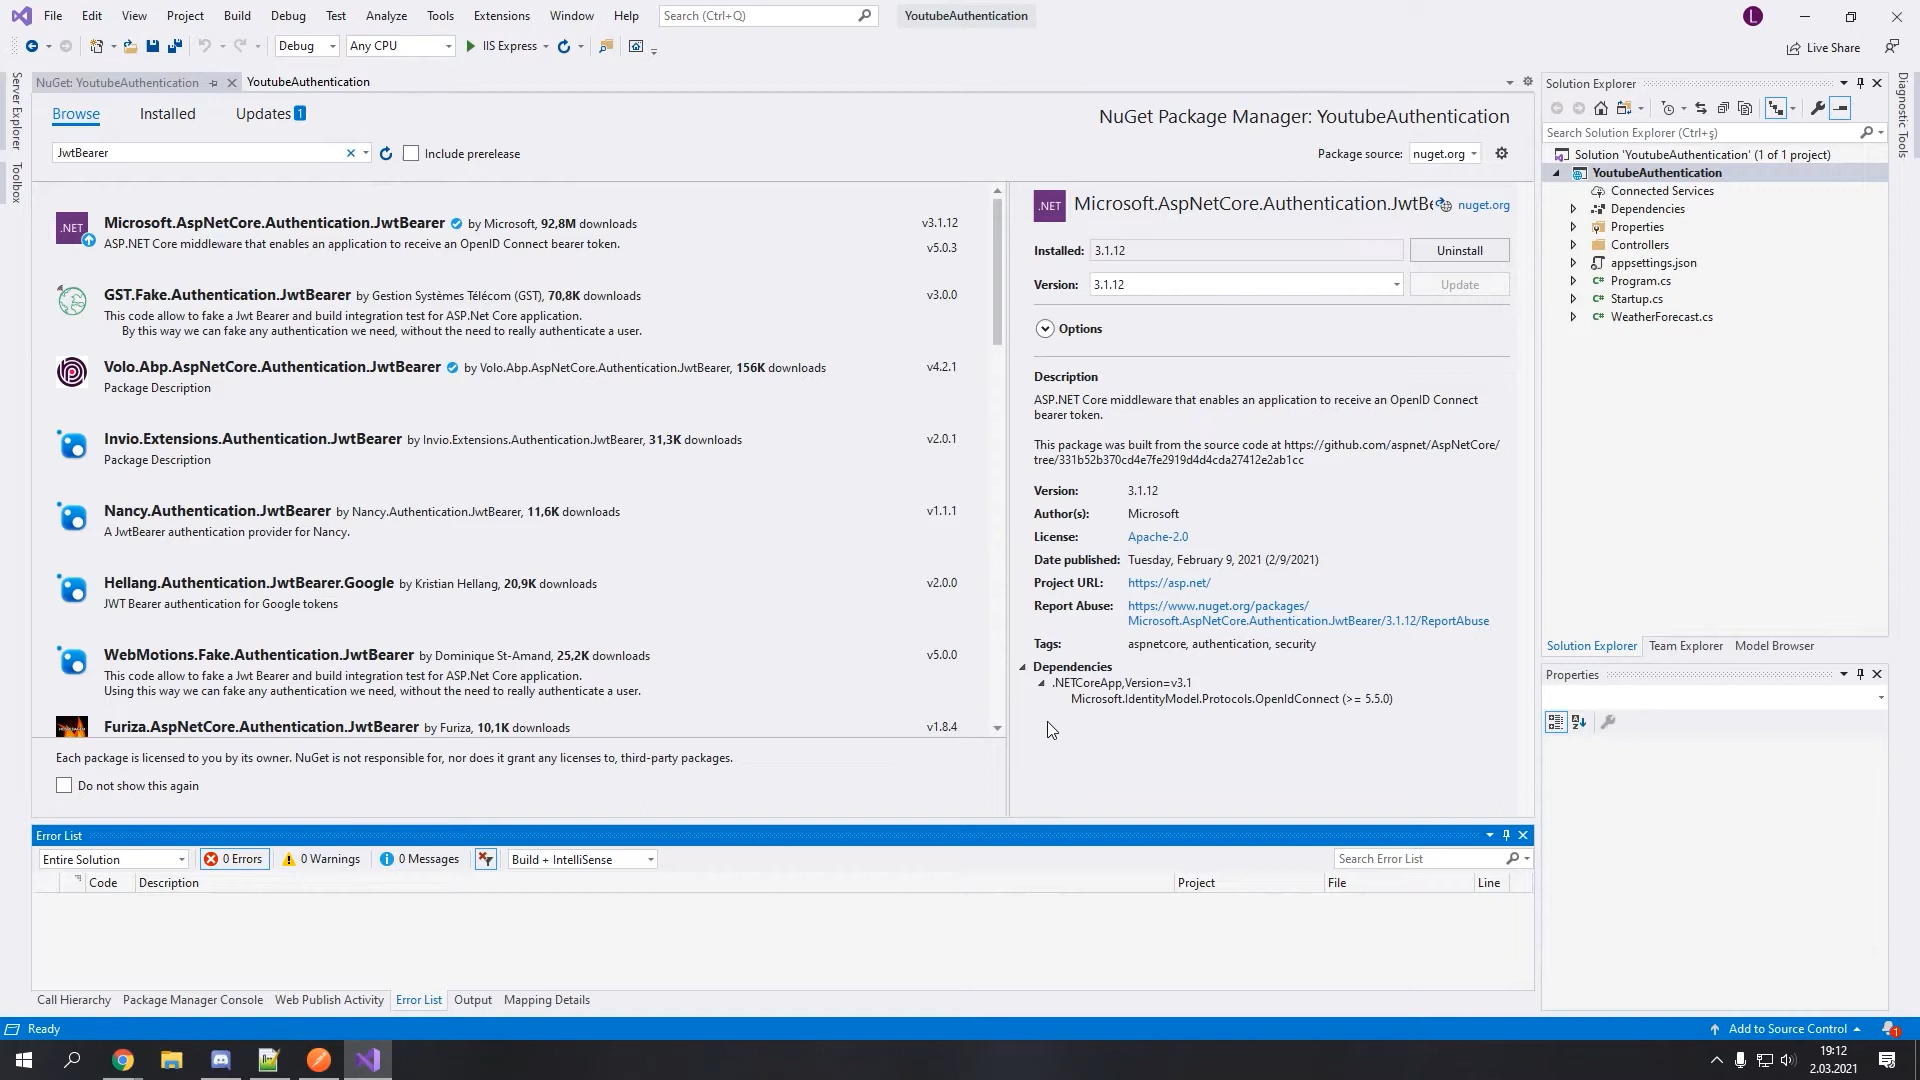 File Edit View Project Build Debug Test Analyze Tools Extensions Window Help Search (Ctrl+Q) YoutubeAuthentication
L
Debug Any CPU IIS Express Live Share
Server Explorer
Toolbox
NuGet: YoutubeAuthentication YoutubeAuthentication
Browse Installed Updates 1
NuGet Package Manager: YoutubeAuthentication
JwtBearer Include prerelease
Package source: nuget.org
.NET
Microsoft.AspNetCore.Authentication.JwtBearer by Microsoft, 92,8M downloads v3.1.12
ASP.NET Core middleware that enables an application to receive an OpenID Connect bearer token. v5.0.3
GST.Fake.Authentication.JwtBearer by Gestion Systèmes Télécom (GST), 70,8K downloads v3.0.0
This code allow to fake a Jwt Bearer and build integration test for ASP.Net Core application.
By this way we can fake any authentication we need, without the need to really authenticate a user.
Volo.Abp.AspNetCore.Authentication.JwtBearer by Volo.Abp.AspNetCore.Authentication.JwtBearer, 156K downloads v4.2.1
Package Description
Invio.Extensions.Authentication.JwtBearer by Invio.Extensions.Authentication.JwtBearer, 31,3K downloads v2.0.1
Package Description
Nancy.Authentication.JwtBearer by Nancy.Authentication.JwtBearer, 11,6K downloads v1.1.1
A JwtBearer authentication provider for Nancy.
Hellang.Authentication.JwtBearer.Google by Kristian Hellang, 20,9K downloads v2.0.0
JWT Bearer authentication for Google tokens
WebMotions.Fake.Authentication.JwtBearer by Dominique St-Amand, 25,2K downloads v5.0.0
This code allow to fake a Jwt Bearer and build integration test for ASP.Net Core application.
Using this way we can fake any authentication we need, without the need to really authenticate a user.
Furiza.AspNetCore.Authentication.JwtBearer by Furiza, 10,1K downloads v1.8.4
Each package is licensed to you by its owner. NuGet is not responsible for, nor does it grant any licenses to, third-party packages.
Do not show this again
.NET Microsoft.AspNetCore.Authentication.JwtB nuget.org
Installed: 3.1.12 Uninstall
Version: 3.1.12 Update
Options
Description
ASP.NET Core middleware that enables an application to receive an OpenID Connect
bearer token.
This package was built from the source code at https://github.com/aspnet/AspNetCore/
tree/331b52b370cd4e7fe2919d4d4cda27412e2ab1cc
Version: 3.1.12
Author(s): Microsoft
License: Apache-2.0
Date published: Tuesday, February 9, 2021 (2/9/2021)
Project URL: https://asp.net/
Report Abuse: https://www.nuget.org/packages/
Microsoft.AspNetCore.Authentication.JwtBearer/3.1.12/ReportAbuse
Tags: aspnetcore, authentication, security
Dependencies
.NETCoreApp,Version=v3.1
Microsoft.IdentityModel.Protocols.OpenIdConnect (>= 5.5.0)
Solution Explorer
Search Solution Explorer (Ctrl+ş)
Solution 'YoutubeAuthentication' (1 of 1 project)
YoutubeAuthentication
Connected Services
Dependencies
Properties
Controllers
appsettings.json
C# Program.cs
C# Startup.cs
C# WeatherForecast.cs
Solution Explorer Team Explorer Model Browser
Properties
Diagnostic Tools
Error List
Entire Solution 0 Errors 0 Warnings 0 Messages Build + IntelliSense Search Error List
Code Description Project File Line
Call Hierarchy Package Manager Console Web Publish Activity Error List Output Mapping Details
Ready Add to Source Control 1
19:12
2.03.2021